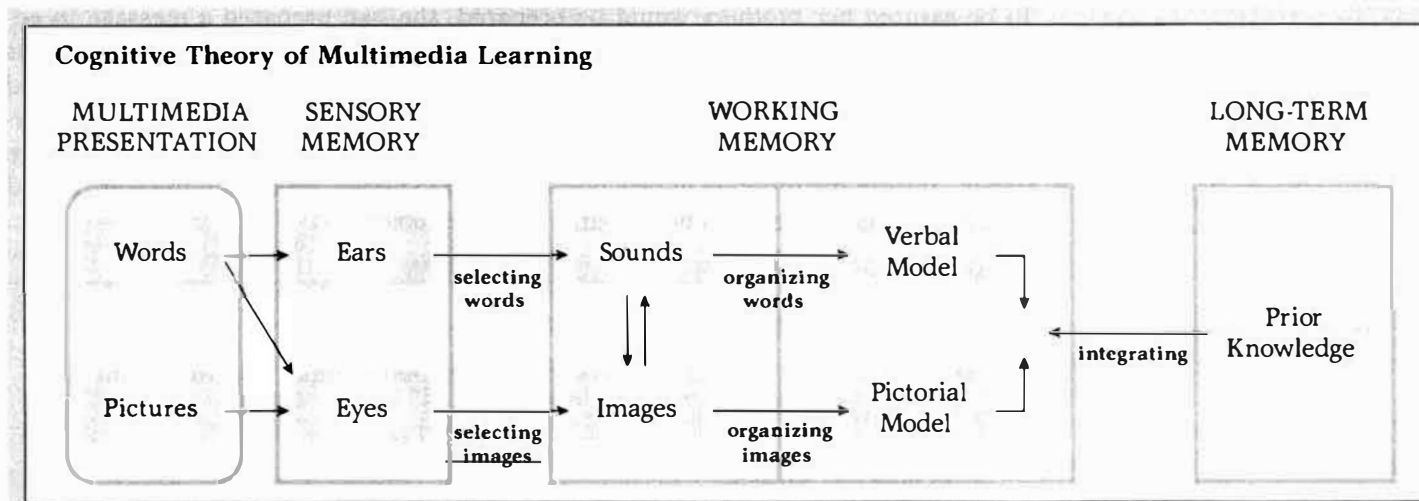 Cognitive Theory of Multimedia Learning
MULTIMEDIA
PRESENTATION
SENSORY
MEMORY
WORKING
MEMORY
LONG-TERM
MEMORY
Words
Ears
selecting
words
Sounds
organizing
words
Verbal
Model
integrating
Prior
Knowledge
Pictures
Eyes
selecting
images
Images
organizing
images
Pictorial
Model